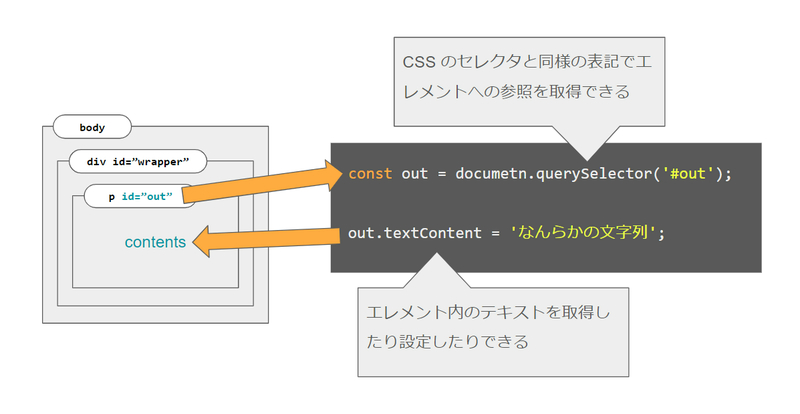 CSS のセレクタと同様の表記でエ
レメントへの参照を取得できる
body
div id=”wrapper”
p id=”out”
contents
const out = documetn.querySelector('#out');
out.textContent = 'なんらかの文字列';
エレメント内のテキストを取得し
たり設定したりできる